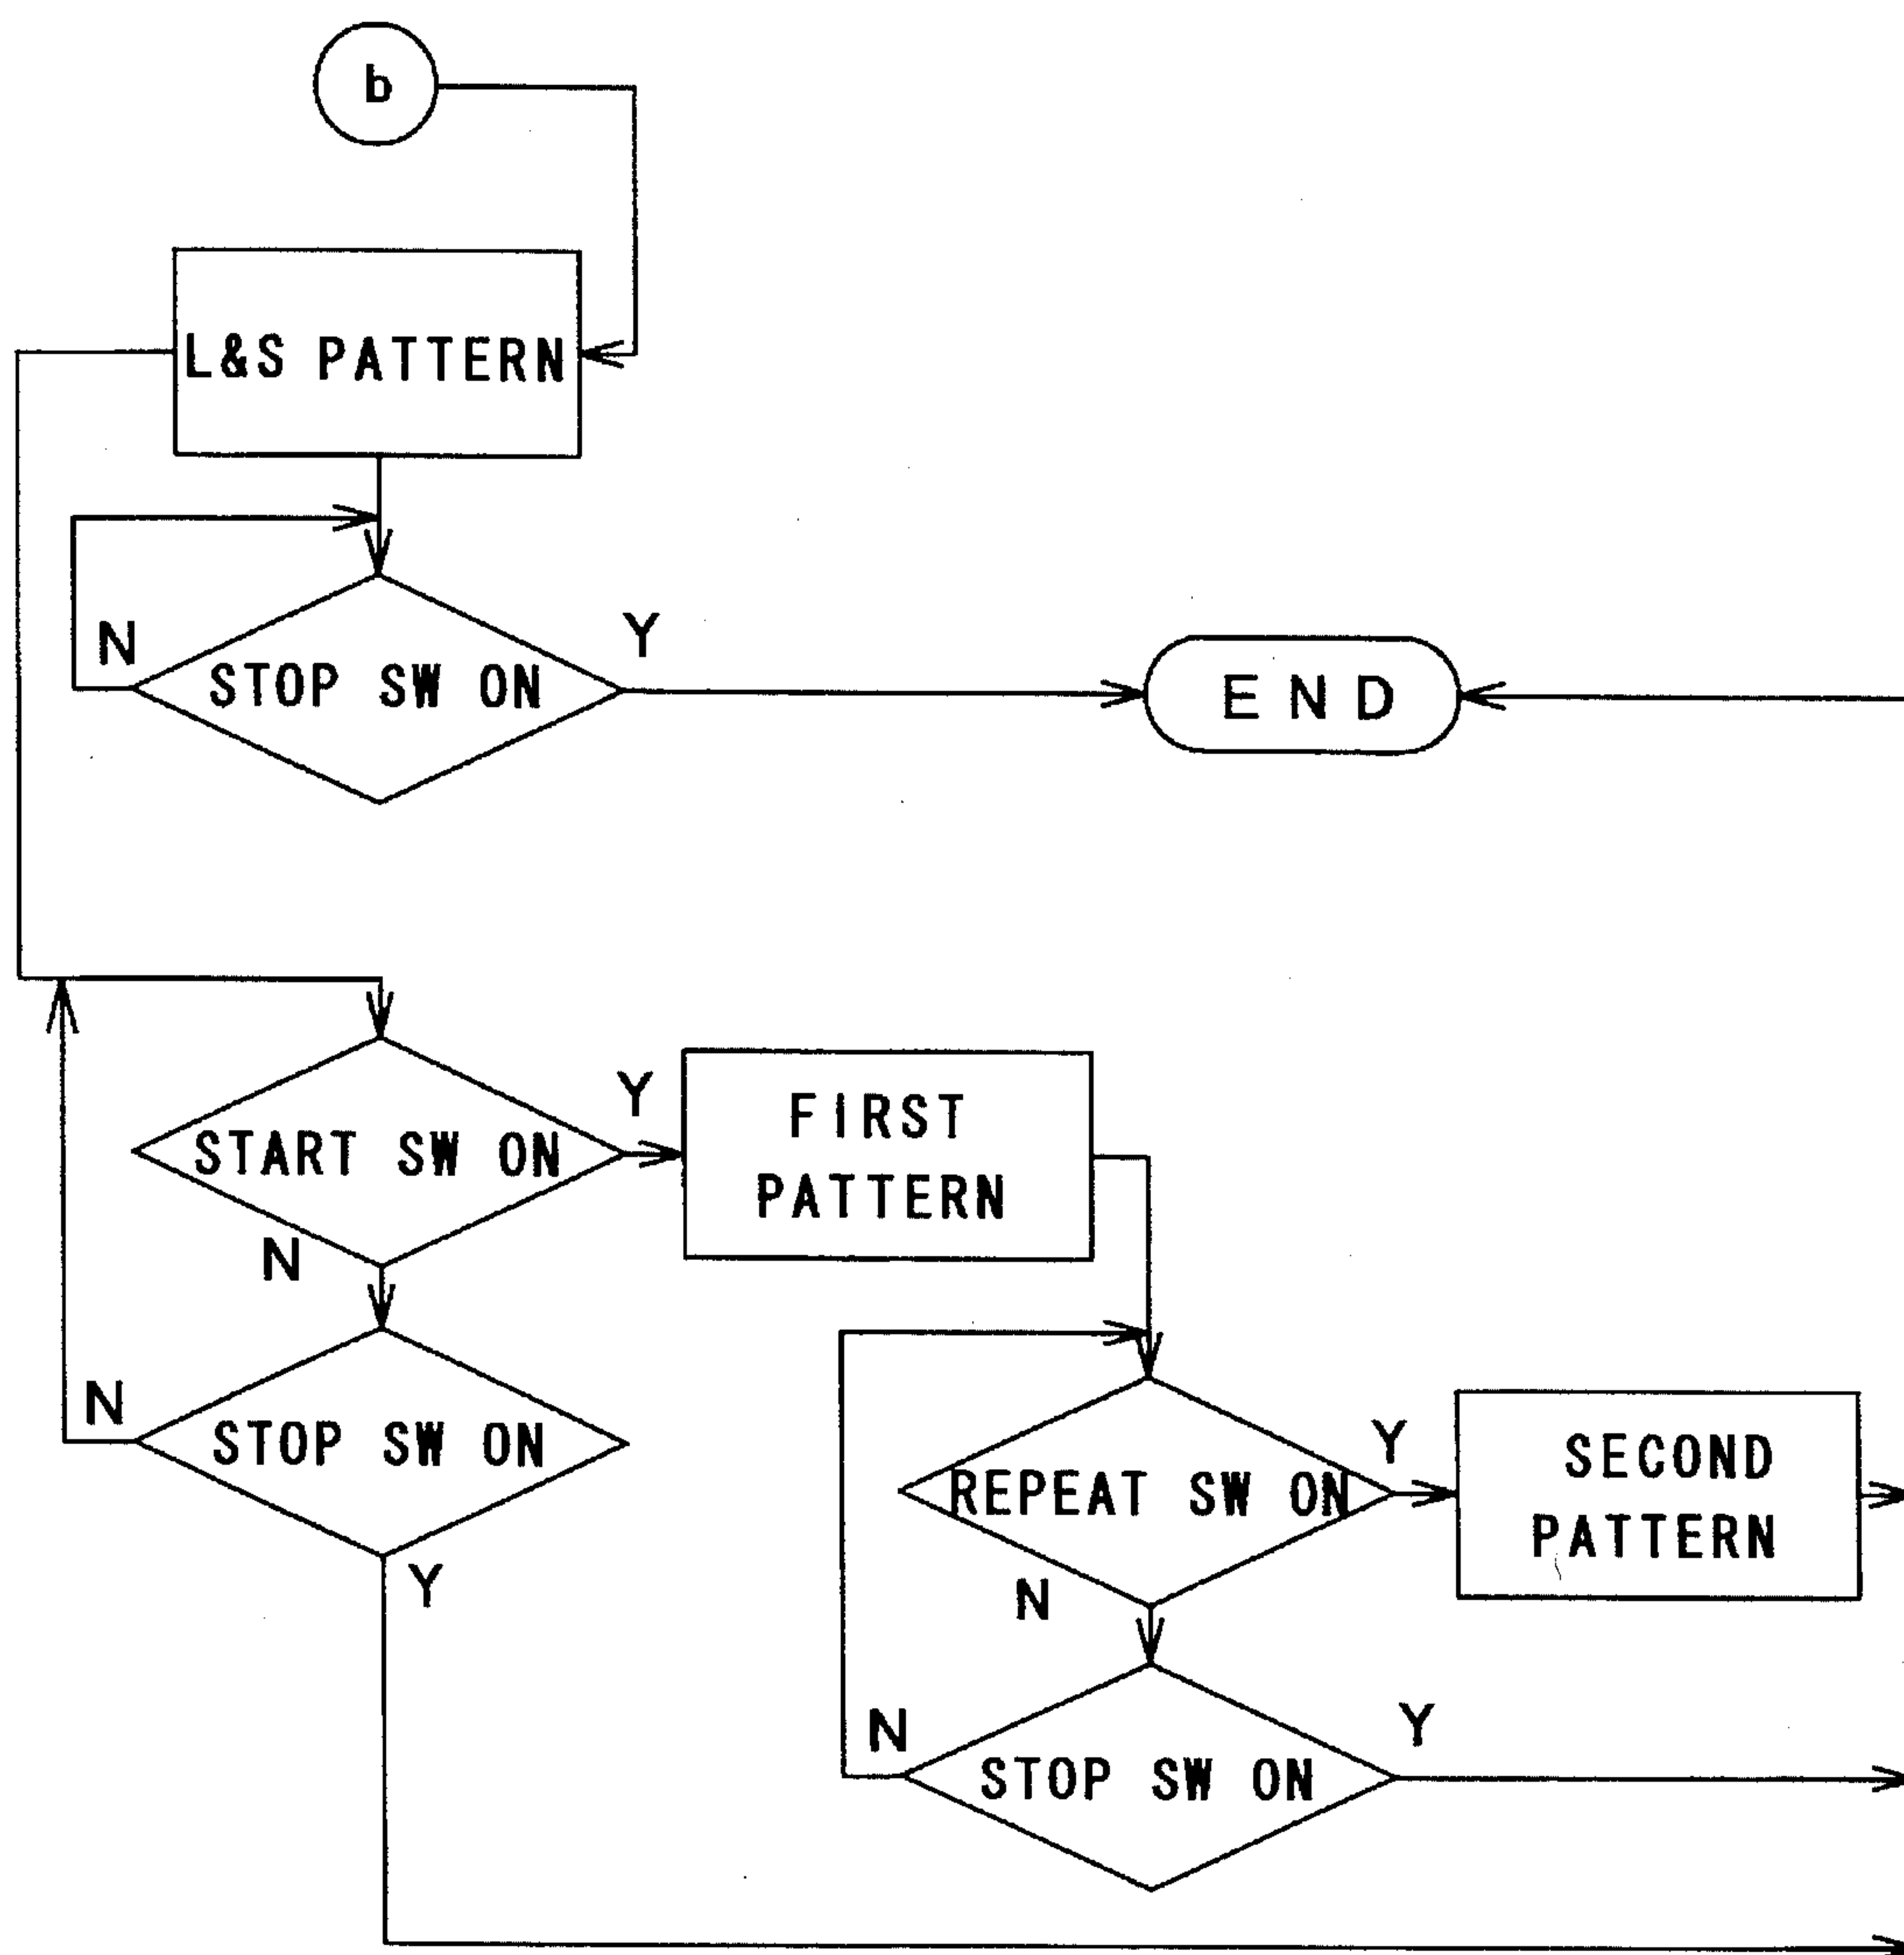 b
L&S PATTERN
N
Y
STOP SW ON
E N D
Y
START SW ON
FIRST
PATTERN
N
N
STOP SW ON
Y
Y
REPEAT SW ON
SECOND
PATTERN
N
N
Y
STOP SW ON